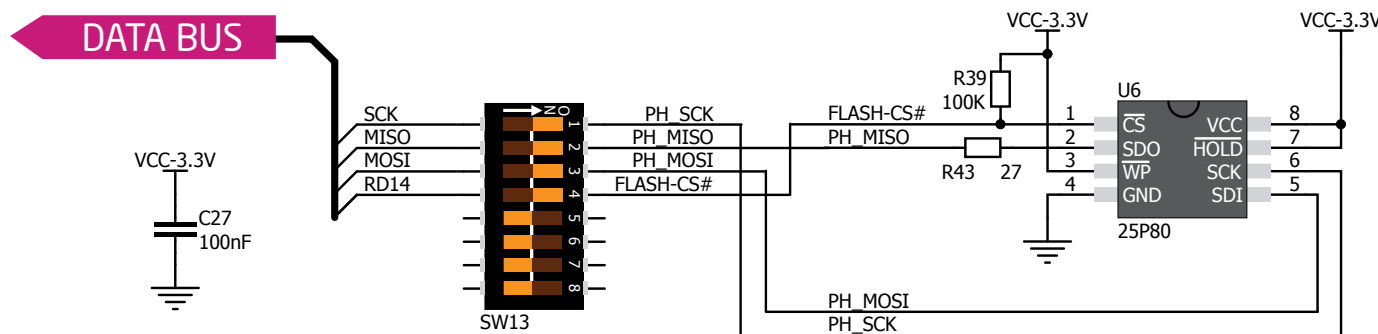 DATA BUS
VCC-3.3V
VCC-3.3V
R39
100K
U6
SCK
PH_SCK
FLASH-CS#
1
CS
VCC
8
MISO
PH_MISO
PH_MISO
2
SDO
HOLD
7
MOSI
PH_MOSI
R43
27
3
WP
SCK
6
RD14
FLASH-CS#
4
GND
SDI
5
25P80
VCC-3.3V
C27
100nF
ON
1
2
3
4
5
6
7
8
SW13
PH_MOSI
PH_SCK